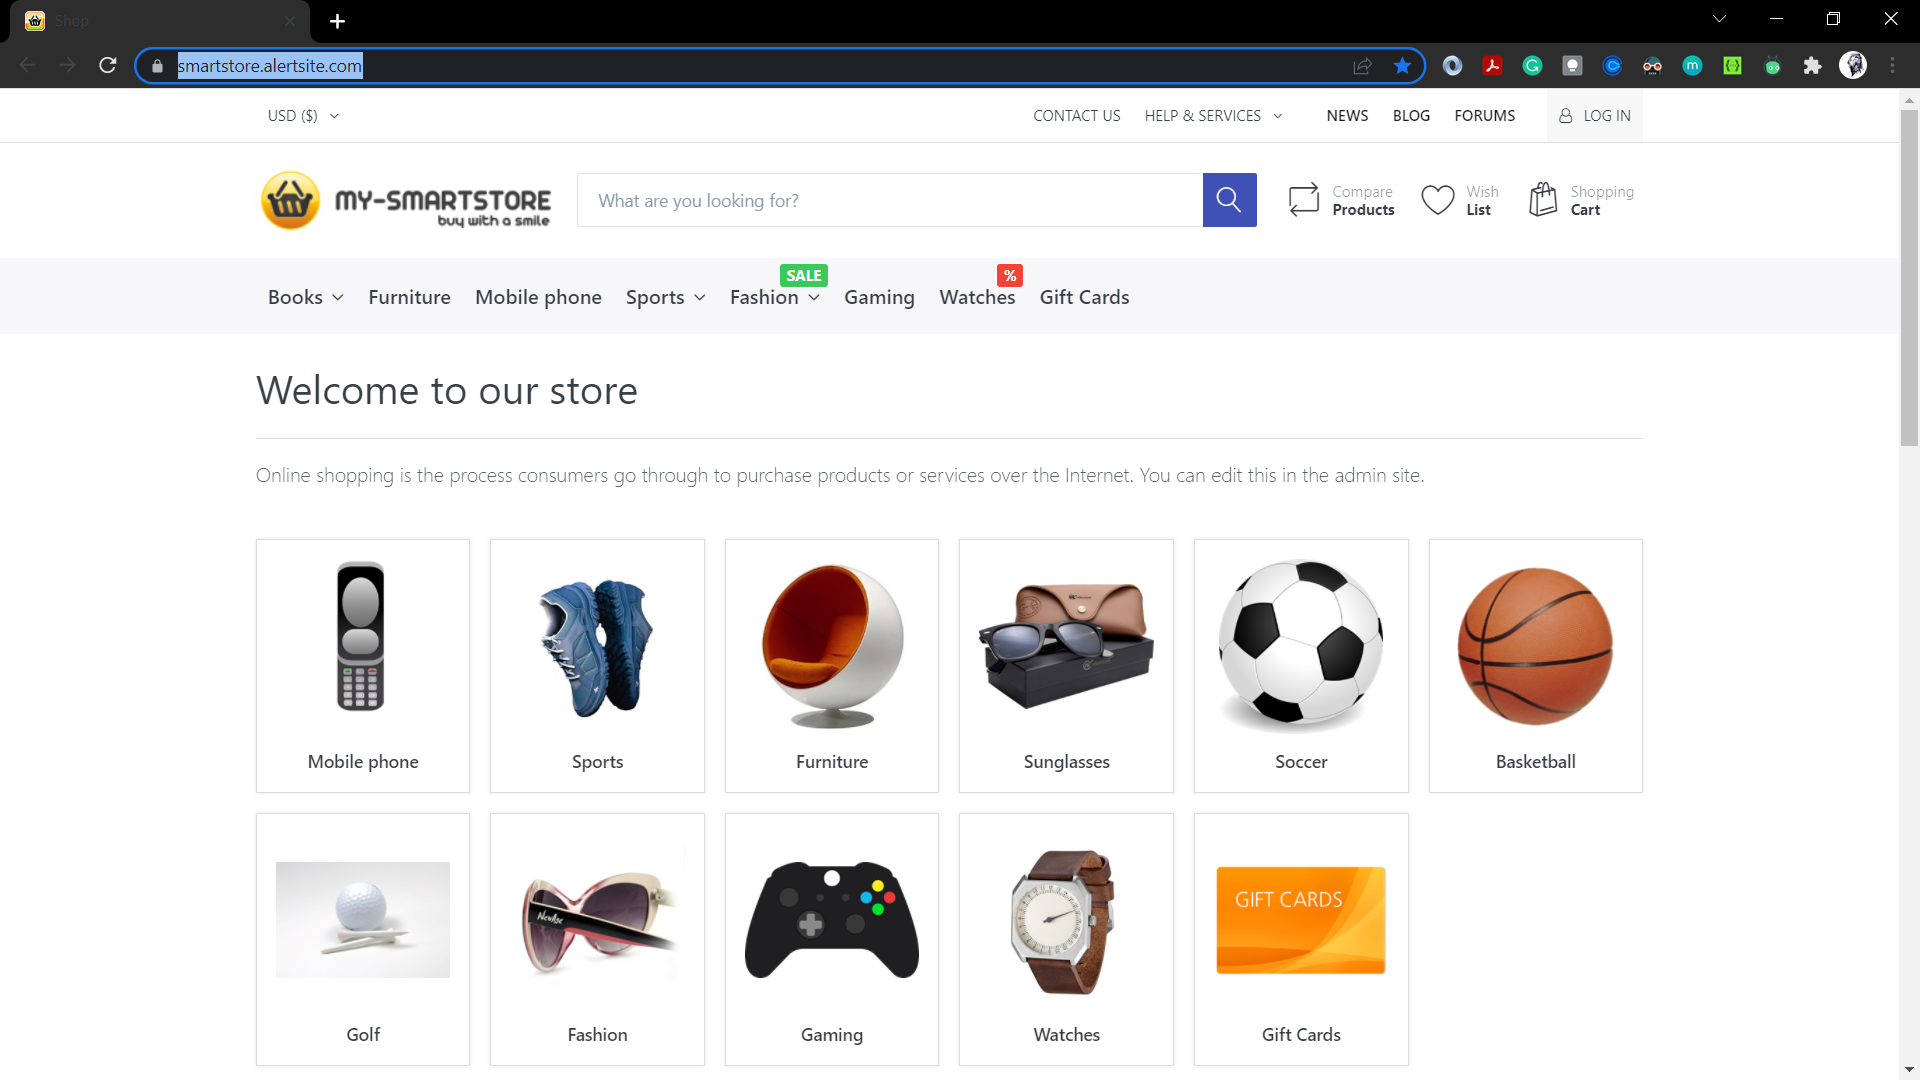 Shop
smartstore.alertsite.com
USD ($)
CONTACT US
HELP & SERVICES
NEWS
BLOG
FORUMS
LOG IN
MY-SMARTSTORE
buy with a smile
What are you looking for?
Compare
Products
Wish
List
Shopping
Cart
SALE
%
Books
Furniture
Mobile phone
Sports
Fashion
Gaming
Watches
Gift Cards
Welcome to our store
Online shopping is the process consumers go through to purchase products or services over the Internet. You can edit this in the admin site.
Mobile phone
Sports
Furniture
Sunglasses
Soccer
Basketball
GIFT CARDS
Golf
Fashion
Gaming
Watches
Gift Cards